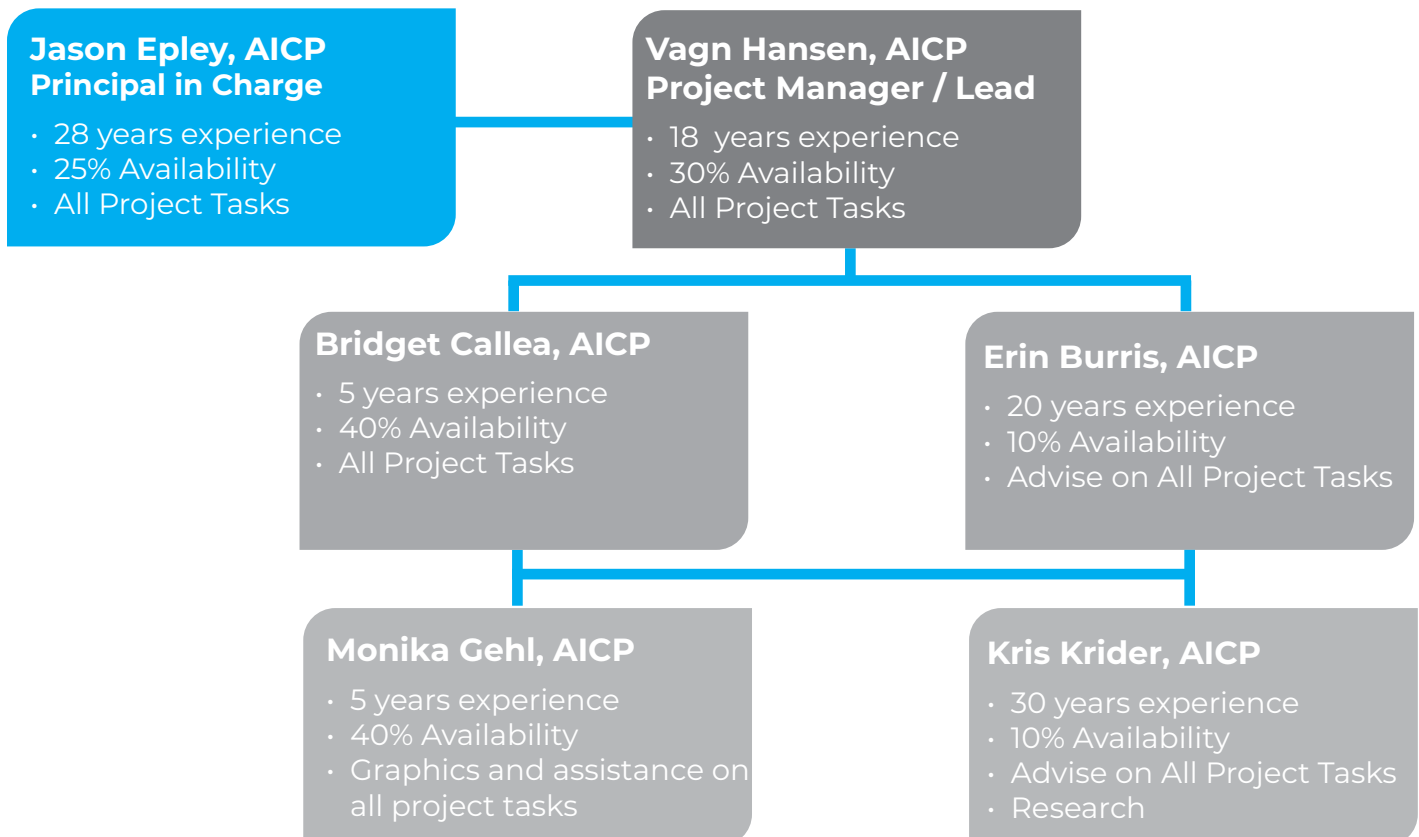 Jason Epley, AICP
Principal in Charge
• 28 years experience
• 25% Availability
• All Project Tasks
Vagn Hansen, AICP
Project Manager / Lead
• 18  years experience
• 30% Availability
• All Project Tasks
Bridget Callea, AICP
• 5 years experience
• 40% Availability
• All Project Tasks
Erin Burris, AICP
• 20 years experience
• 10% Availability
• Advise on All Project Tasks
Monika Gehl, AICP
• 5 years experience
• 40% Availability
• Graphics and assistance on
all project tasks
Kris Krider, AICP
• 30 years experience
• 10% Availability
• Advise on All Project Tasks
• Research